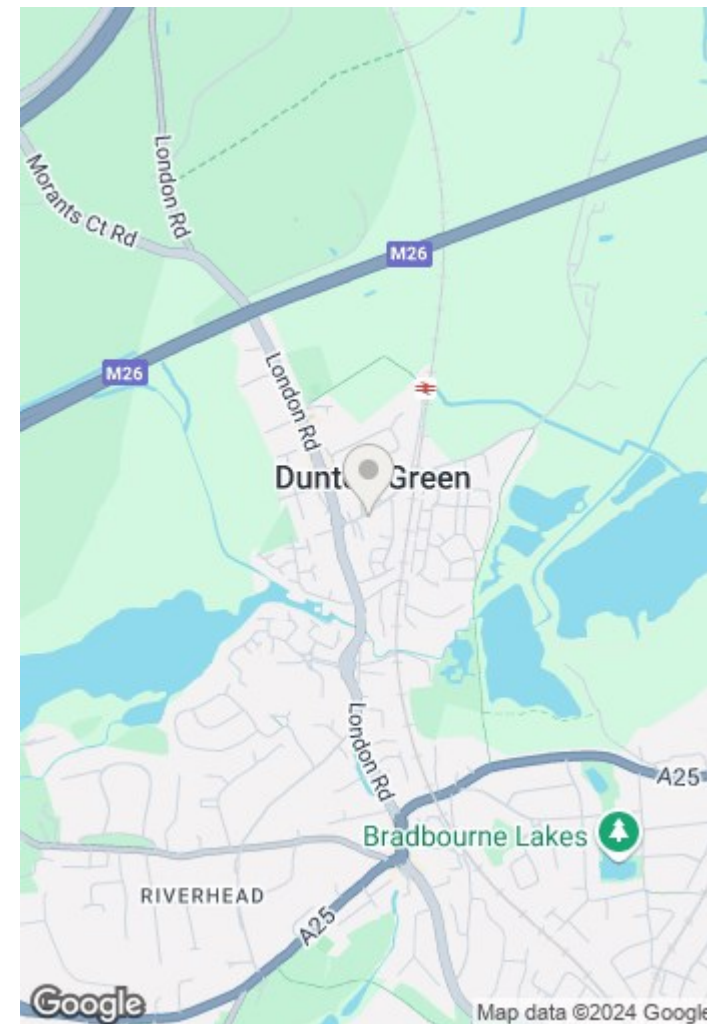 London Rd
Morants Ct Rd
M26
M26
London Rd
Dunt Green
London Rd
A25
Bradbourne Lakes
RIVERHEAD
A25
Google
Map data ©2024 Google